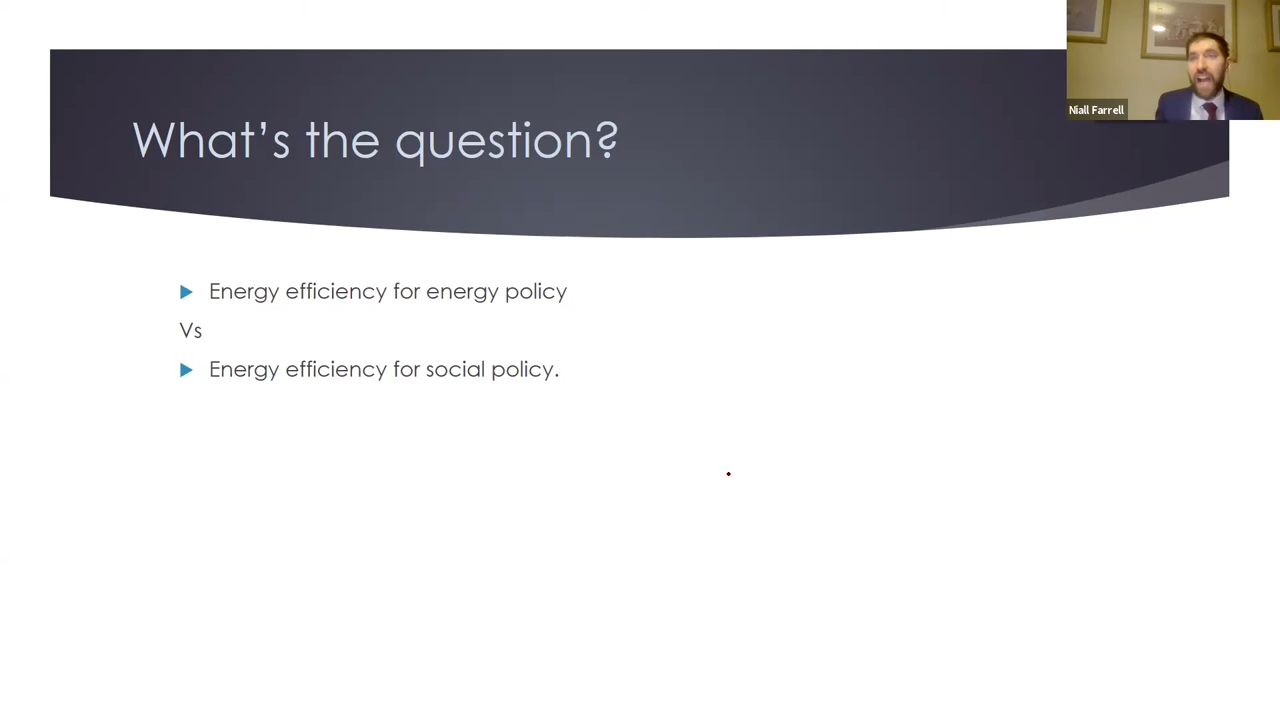 Niall Farrell
What's the question?
Energy efficiency for energy policy
Vs
Energy efficiency for social policy.